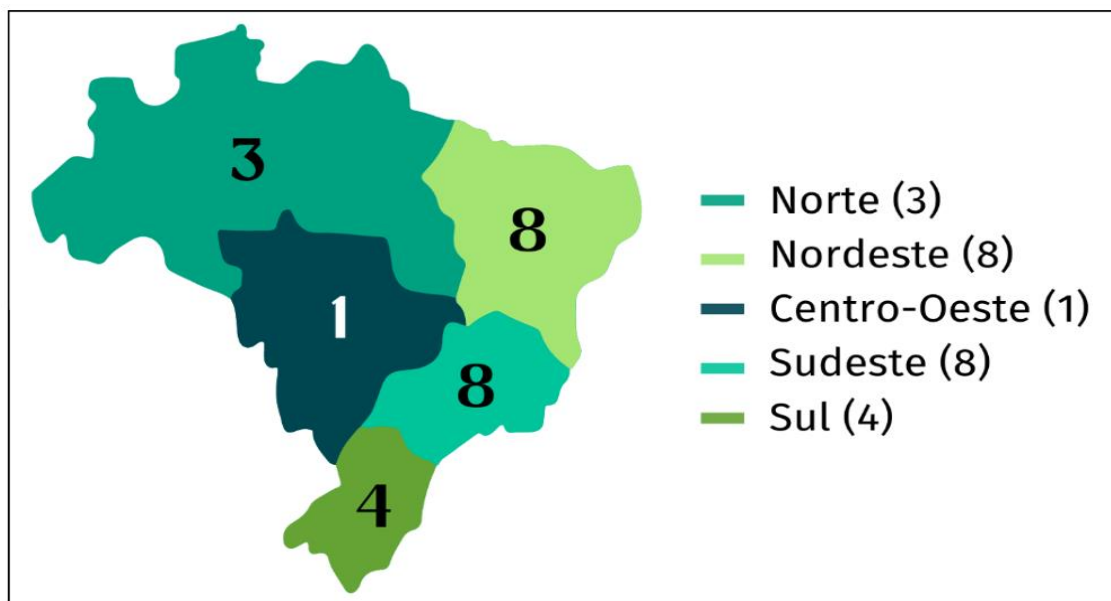 3
8
1
8
4
Norte (3)
Nordeste (8)
Centro-Oeste (1)
Sudeste (8)
Sul (4)